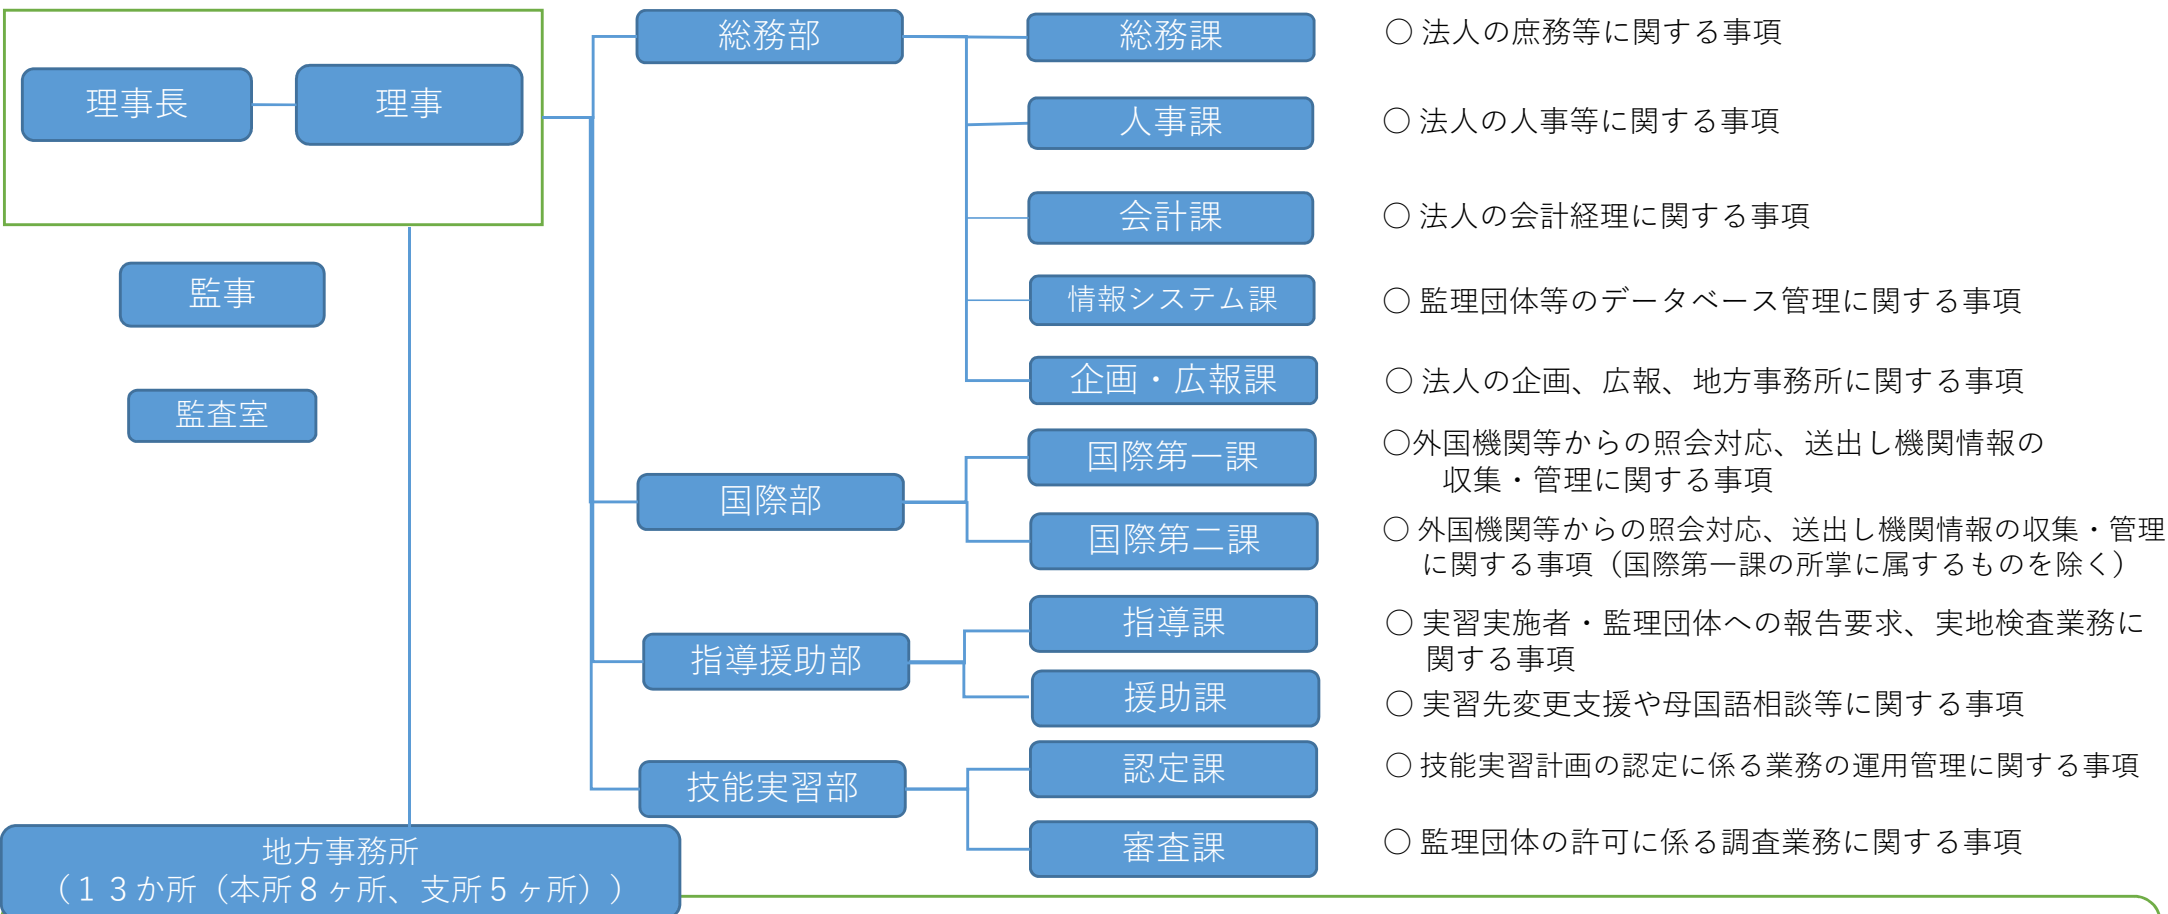 理事長
理事
監事
監査室
地方事務所
（１３か所（本所８ヶ所、支所５ヶ所））
総務部
総務課
○ 法人の庶務等に関する事項
人事課
○ 法人の人事等に関する事項
会計課
○ 法人の会計経理に関する事項
情報システム課
○ 監理団体等のデータベース管理に関する事項
企画・広報課
○ 法人の企画、広報、地方事務所に関する事項
国際部
国際第一課
○外国機関等からの照会対応、送出し機関情報の
収集・管理に関する事項
国際第二課
○ 外国機関等からの照会対応、送出し機関情報の収集・管理
に関する事項（国際第一課の所掌に属するものを除く）
指導援助部
指導課
○ 実習実施者・監理団体への報告要求、実地検査業務に
関する事項
援助課
○ 実習先変更支援や母国語相談等に関する事項
技能実習部
認定課
○ 技能実習計画の認定に係る業務の運用管理に関する事項
審査課
○ 監理団体の許可に係る調査業務に関する事項